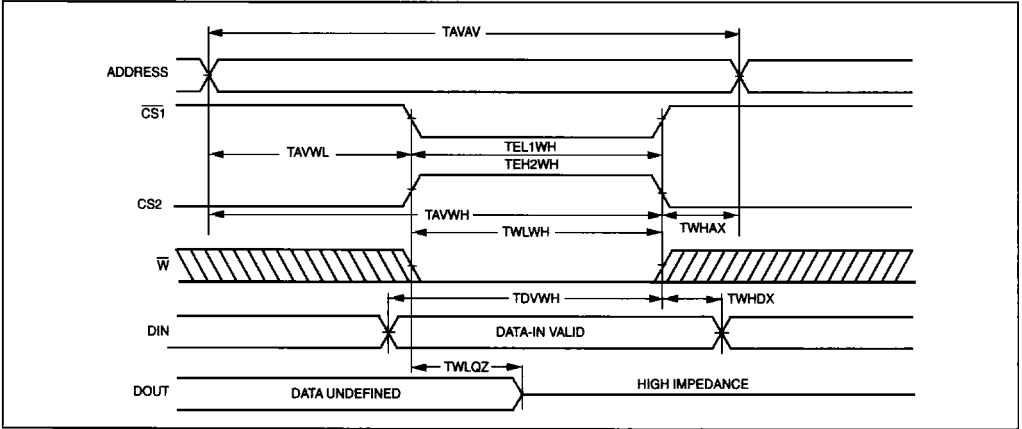 TAVAV
ADDRESS
CS1
TAVWL
TEL1WH
TEH2WH
CS2
TAVWH
TWHAX
TWLWH
W
TDVWH
TWHDX
DIN
DATA-IN VALID
TWLQZ
DOUT
DATA UNDEFINED
HIGH IMPEDANCE